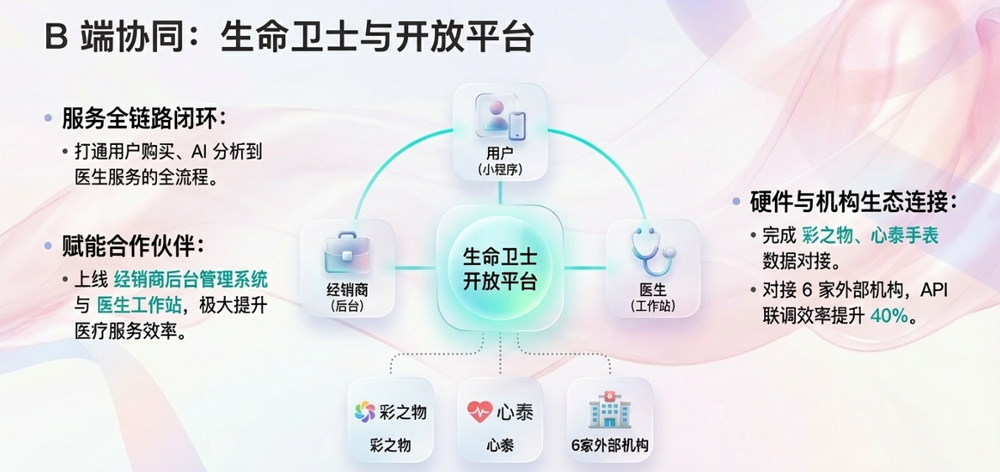 B 端协同：生命卫士与开放平台
• 服务全链路闭环：
• 打通用户购买、AI 分析到
医生服务的全流程。
• 赋能合作伙伴：
• 上线 经销商后台管理系统
与 医生工作站，极大提升
医疗服务效率。
用户
（小程序）
经销商
（后台）
生命卫士
开放平台
医生
（工作站）
彩之物
彩之物
心泰
心泰
6家外部机构
• 硬件与机构生态连接：
• 完成 彩之物、心泰手表
数据对接。
• 对接 6 家外部机构，API
联调效率提升 40%。